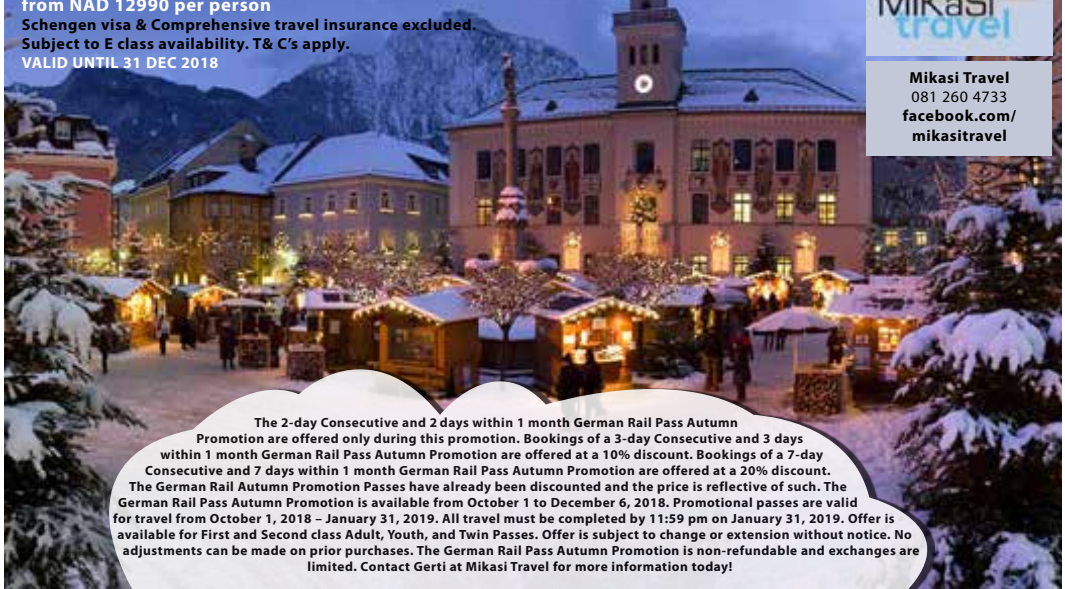 from NAD 12990 per person
Schengen visa & Comprehensive travel insurance excluded.
Subject to E class availability. T& C's apply.
VALID UNTIL 31 DEC 2018
Mikasi
travel
Mikasi Travel
081 260 4733
facebook.com/
mikasitravel
The 2-day Consecutive and 2 days within 1 month German Rail Pass Autumn
Promotion are offered only during this promotion. Bookings of a 3-day Consecutive and 3 days
within 1 month German Rail Pass Autumn Promotion are offered at a 10% discount. Bookings of a 7-day
Consecutive and 7 days within 1 month German Rail Pass Autumn Promotion are offered at a 20% discount.
The German Rail Autumn Promotion Passes have already been discounted and the price is reflective of such. The
German Rail Pass Autumn Promotion is available from October 1 to December 6, 2018. Promotional passes are valid
for travel from October 1, 2018 – January 31, 2019. All travel must be completed by 11:59 pm on January 31, 2019. Offer is
available for First and Second class Adult, Youth, and Twin Passes. Offer is subject to change or extension without notice. No
adjustments can be made on prior purchases. The German Rail Pass Autumn Promotion is non-refundable and exchanges are
limited. Contact Gerti at Mikasi Travel for more information today!